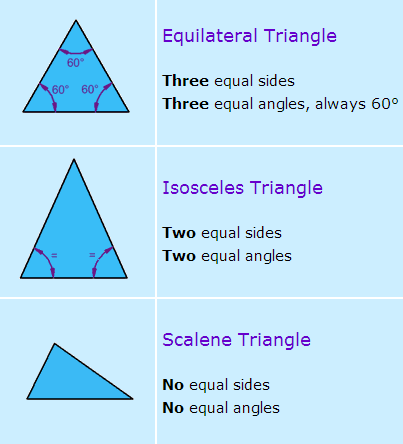 60°
60° 60°
Equilateral Triangle
Three equal sides
Three equal angles, always 60°
= =
Isosceles Triangle
Two equal sides
Two equal angles
Scalene Triangle
No equal sides
No equal angles